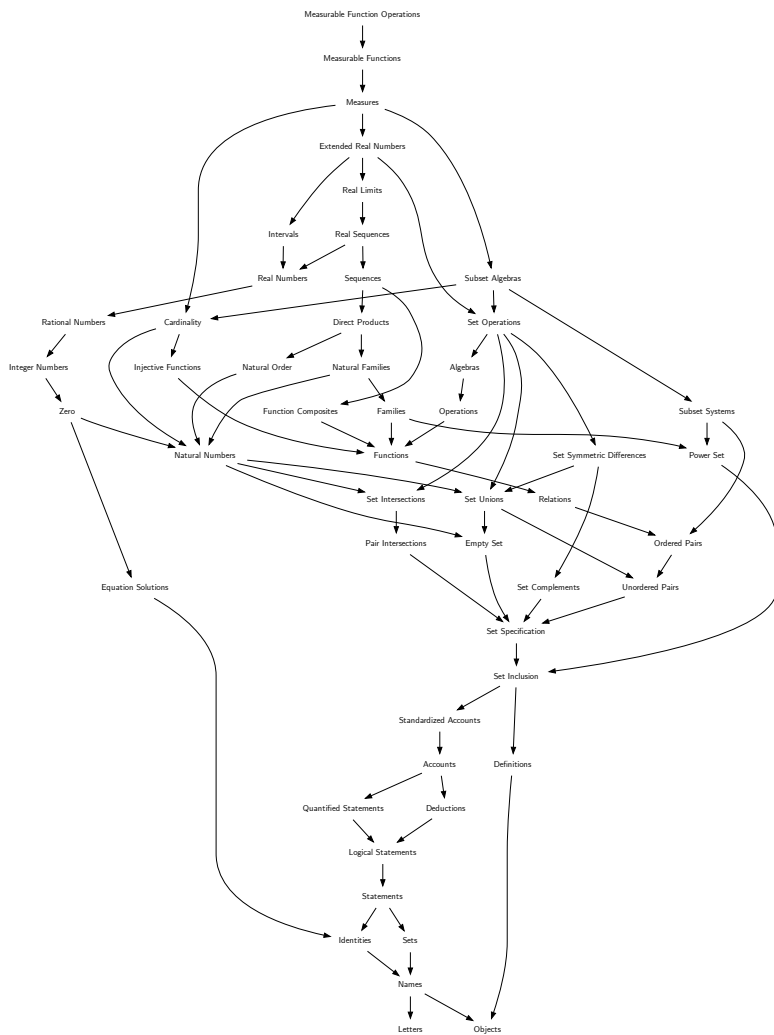 Measurable Function Operations
Measurable Functions
Measures
Extended Real Numbers
Real Limits
Intervals
Real Sequences
Real Numbers
Sequences
Subset Algebras
Rational Numbers
Cardinality
Direct Products
Set Operations
Integer Numbers
Injective Functions
Natural Order
Natural Families
Algebras
Zero
Function Composites
Families
Operations
Subset Systems
Natural Numbers
Functions
Set Symmetric Differences
Power Set
Set Intersections
Set Unions
Relations
Pair Intersections
Empty Set
Ordered Pairs
Equation Solutions
Set Complements
Unordered Pairs
Set Specification
Set Inclusion
Standardized Accounts
Accounts
Definitions
Quantified Statements
Deductions
Logical Statements
Statements
Identities
Sets
Names
Letters
Objects